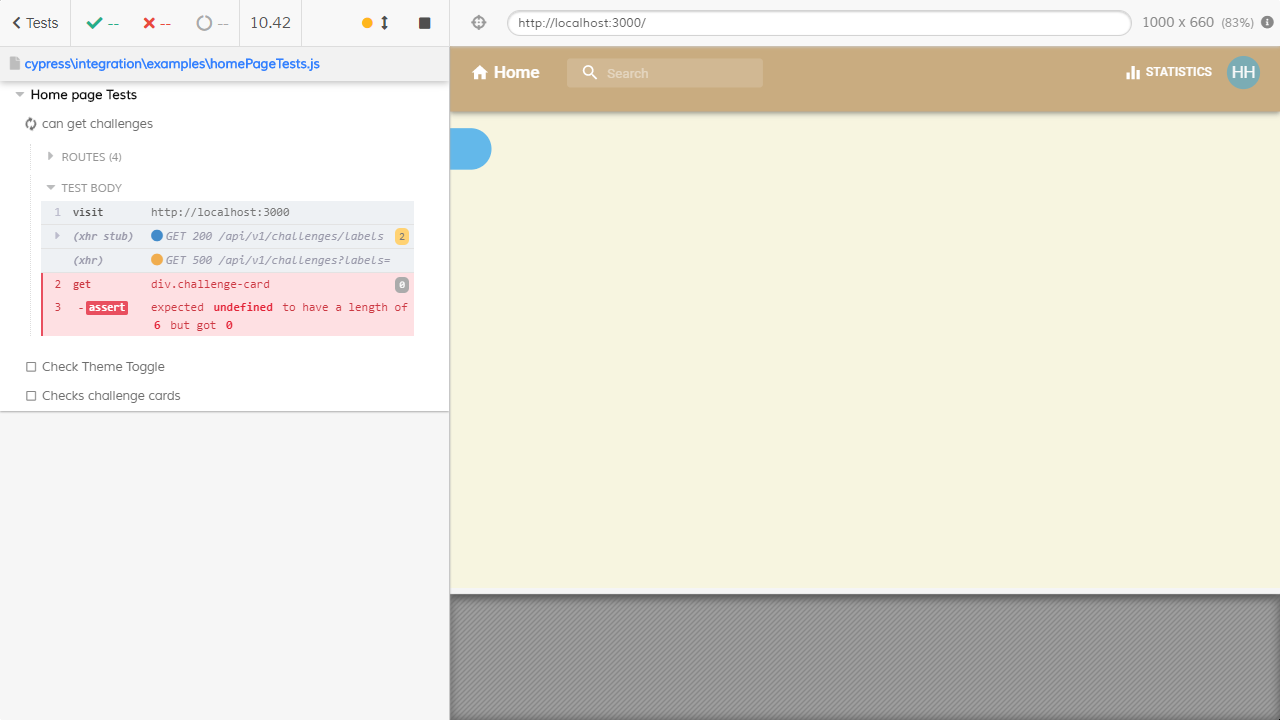 Tests -- -- -- 10.42
http://localhost:3000/ 1000 x 660 (83%)
cypress\integration\examples\homePageTests.js
Home page Tests
can get challenges
ROUTES (4)
TEST BODY
1 visit http://localhost:3000
(xhr stub) GET 200 /api/v1/challenges/labels 2
(xhr) GET 500 /api/v1/challenges?labels=
2 get div.challenge-card 0
3 -assert expected undefined to have a length of
6 but got 0
Check Theme Toggle
Checks challenge cards
Home Search STATISTICS HH